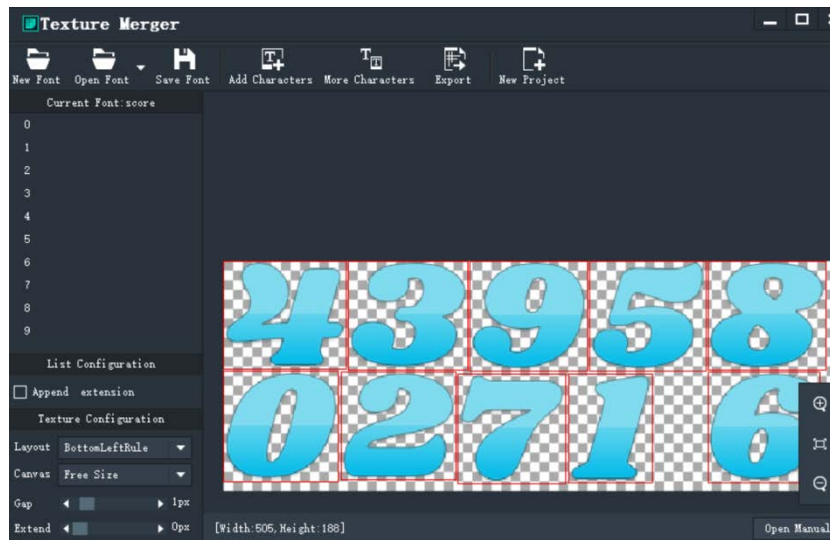 Texture Merger
New Font Open Font Save Font Add Characters More Characters Export New Project
Current Font:score
0
1
2
3
4
5
6
7
8
9
List Configuration
Append extension
Texture Configuration
Layout BottomLeftRule
Canvas Free Size
Gap 1px
Extend 0px
43958
02716
[Width:505,Height:188]
Open Manual